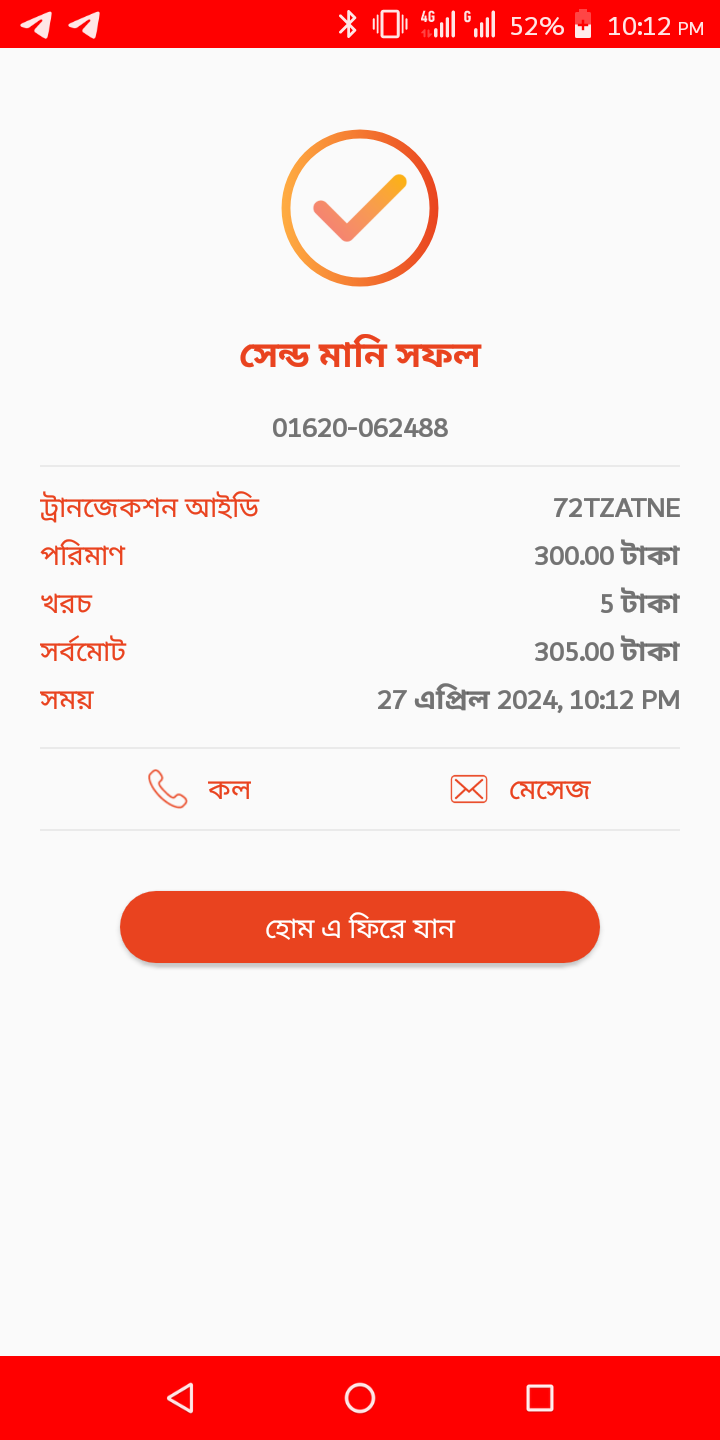 4G G 52% 10:12 PM
সেন্ড মানি সফল
01620-062488
ট্রানজেকশন আইডি 72TZATNE
পরিমাণ 300.00 টাকা
খরচ 5 টাকা
সর্বমোট 305.00 টাকা
সময় 27 এপ্রিল 2024, 10:12 PM
কল মেসেজ
হোম এ ফিরে যান